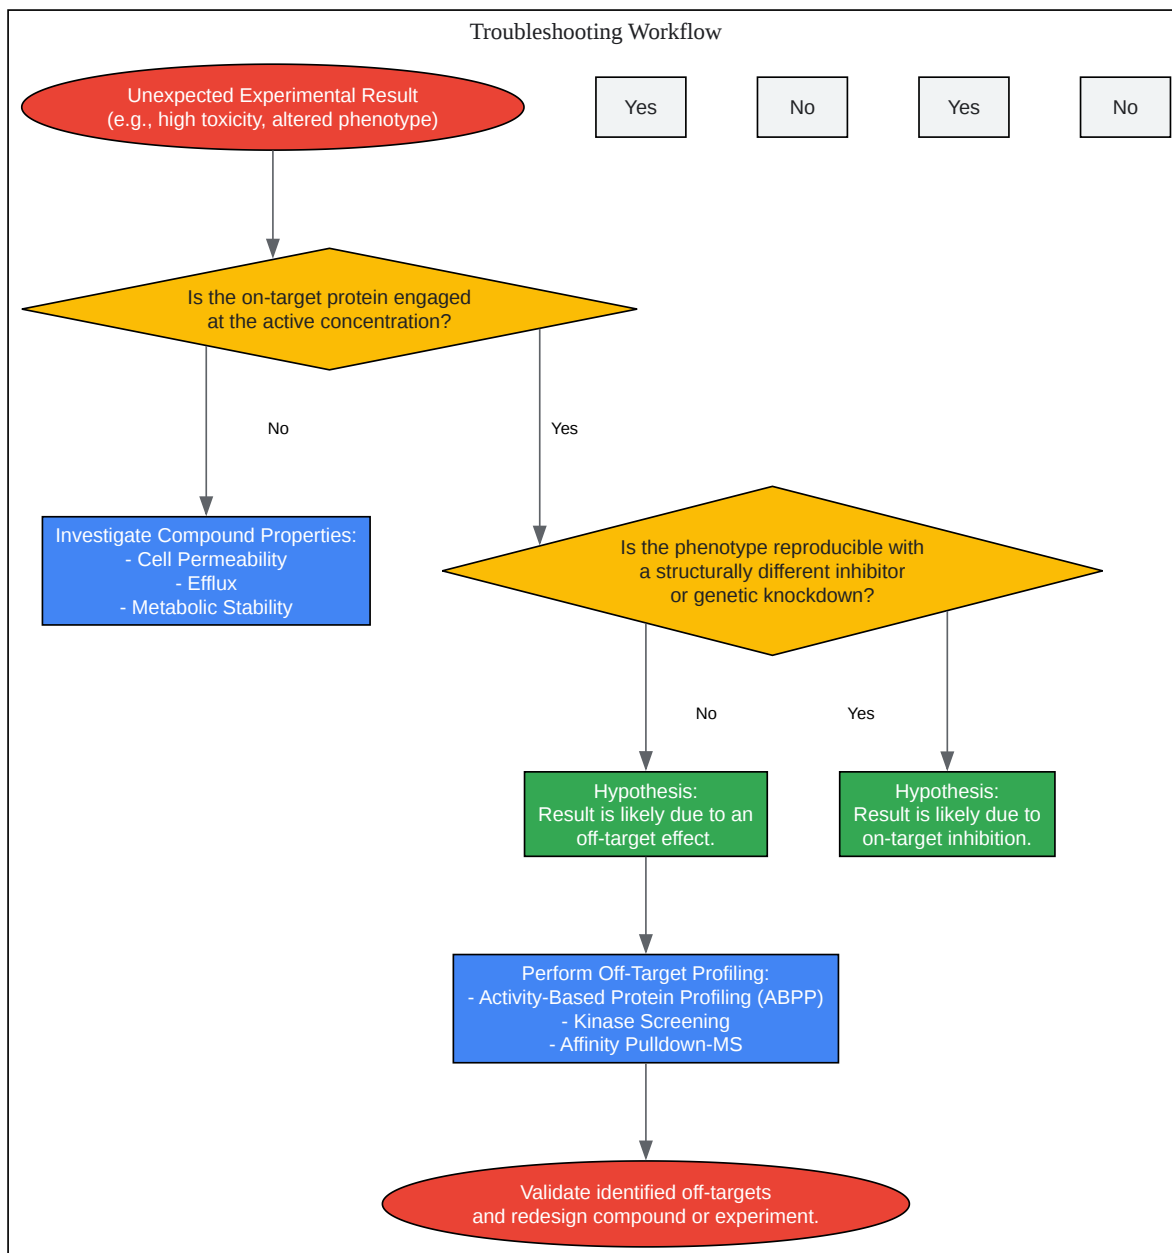 Troubleshooting Workflow
Unexpected Experimental Result
(e.g., high toxicity, altered phenotype)
Yes
No
Yes
No
Is the on-target protein engaged
at the active concentration?
No
Yes
Investigate Compound Properties:
- Cell Permeability
- Efflux
- Metabolic Stability
Is the phenotype reproducible with
a structurally different inhibitor
or genetic knockdown?
No
Yes
Hypothesis:
Result is likely due to an
off-target effect.
Hypothesis:
Result is likely due to
on-target inhibition.
Perform Off-Target Profiling:
- Activity-Based Protein Profiling (ABPP)
- Kinase Screening
- Affinity Pulldown-MS
Validate identified off-targets
and redesign compound or experiment.